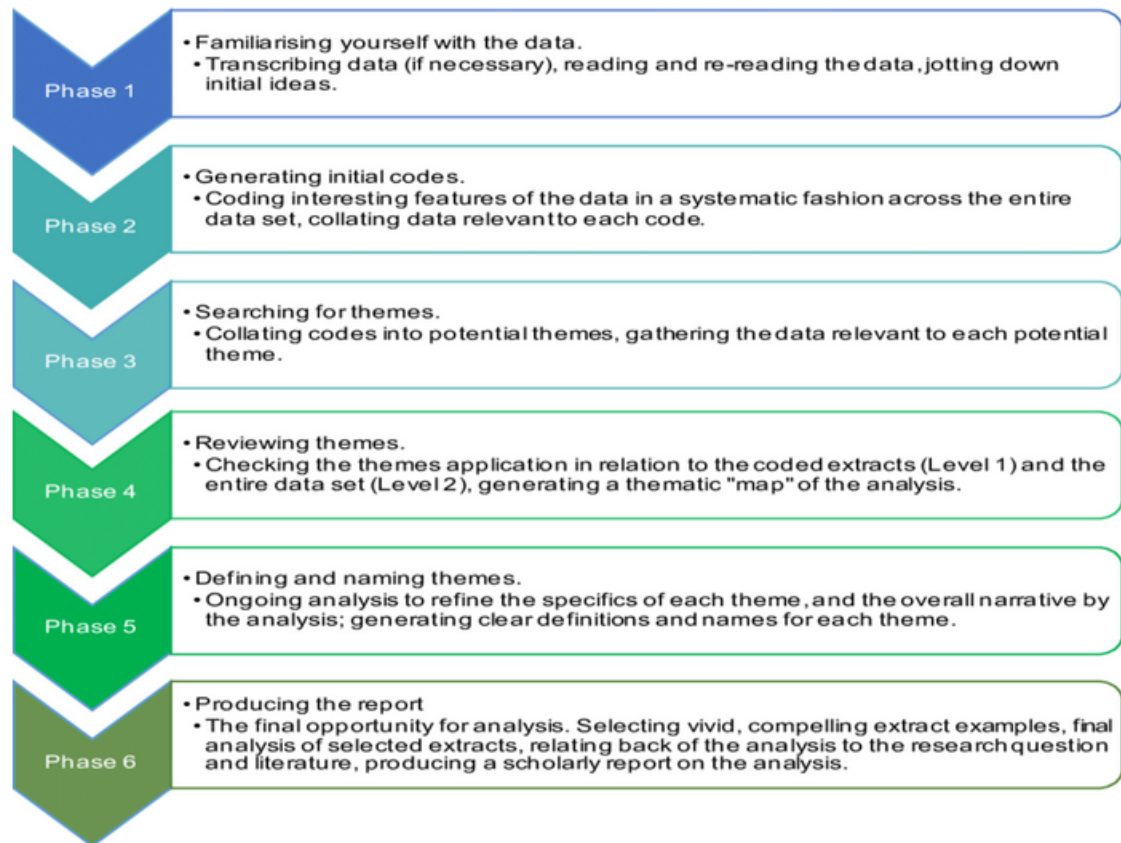 Phase 1
• Familiarising yourself with the data.
• Transcribing data (if necessary), reading and re-reading the data, jotting down
initial ideas.
Phase 2
• Generating initial codes.
• Coding interesting features of the data in a systematic fashion across the entire
data set, collating data relevant to each code.
Phase 3
• Searching for themes.
• Collating codes into potential themes, gathering the data relevant to each potential
theme.
Phase 4
• Reviewing themes.
• Checking the themes application in relation to the coded extracts (Level 1) and the
entire data set (Level 2), generating a thematic "map" of the analysis.
Phase 5
• Defining and naming themes.
• Ongoing analysis to refine the specifics of each theme, and the overall narrative by
the analysis; generating clear definitions and names for each theme.
Phase 6
• Producing the report
• The final opportunity for analysis. Selecting vivid, compelling extract examples, final
analysis of selected extracts, relating back of the analysis to the research question
and literature, producing a scholarly report on the analysis.